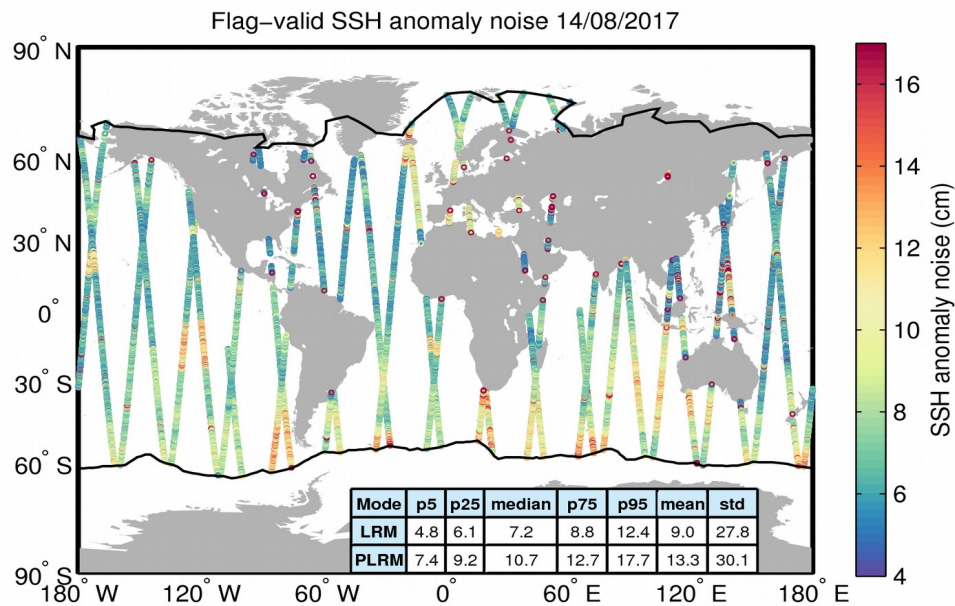 Flag-valid SSH anomaly noise 14/08/2017
90° N
60° N
30° N
0°
30° S
60° S
90° S
180° W
120° W
60° W
0°
60° E
120° E
180° E
16
14
12
10
8
6
4
SSH anomaly noise (cm)
Mode p5 p25 median p75 p95 mean std
LRM 4.8 6.1 7.2 8.8 12.4 9.0 27.8
PLRM 7.4 9.2 10.7 12.7 17.7 13.3 30.1